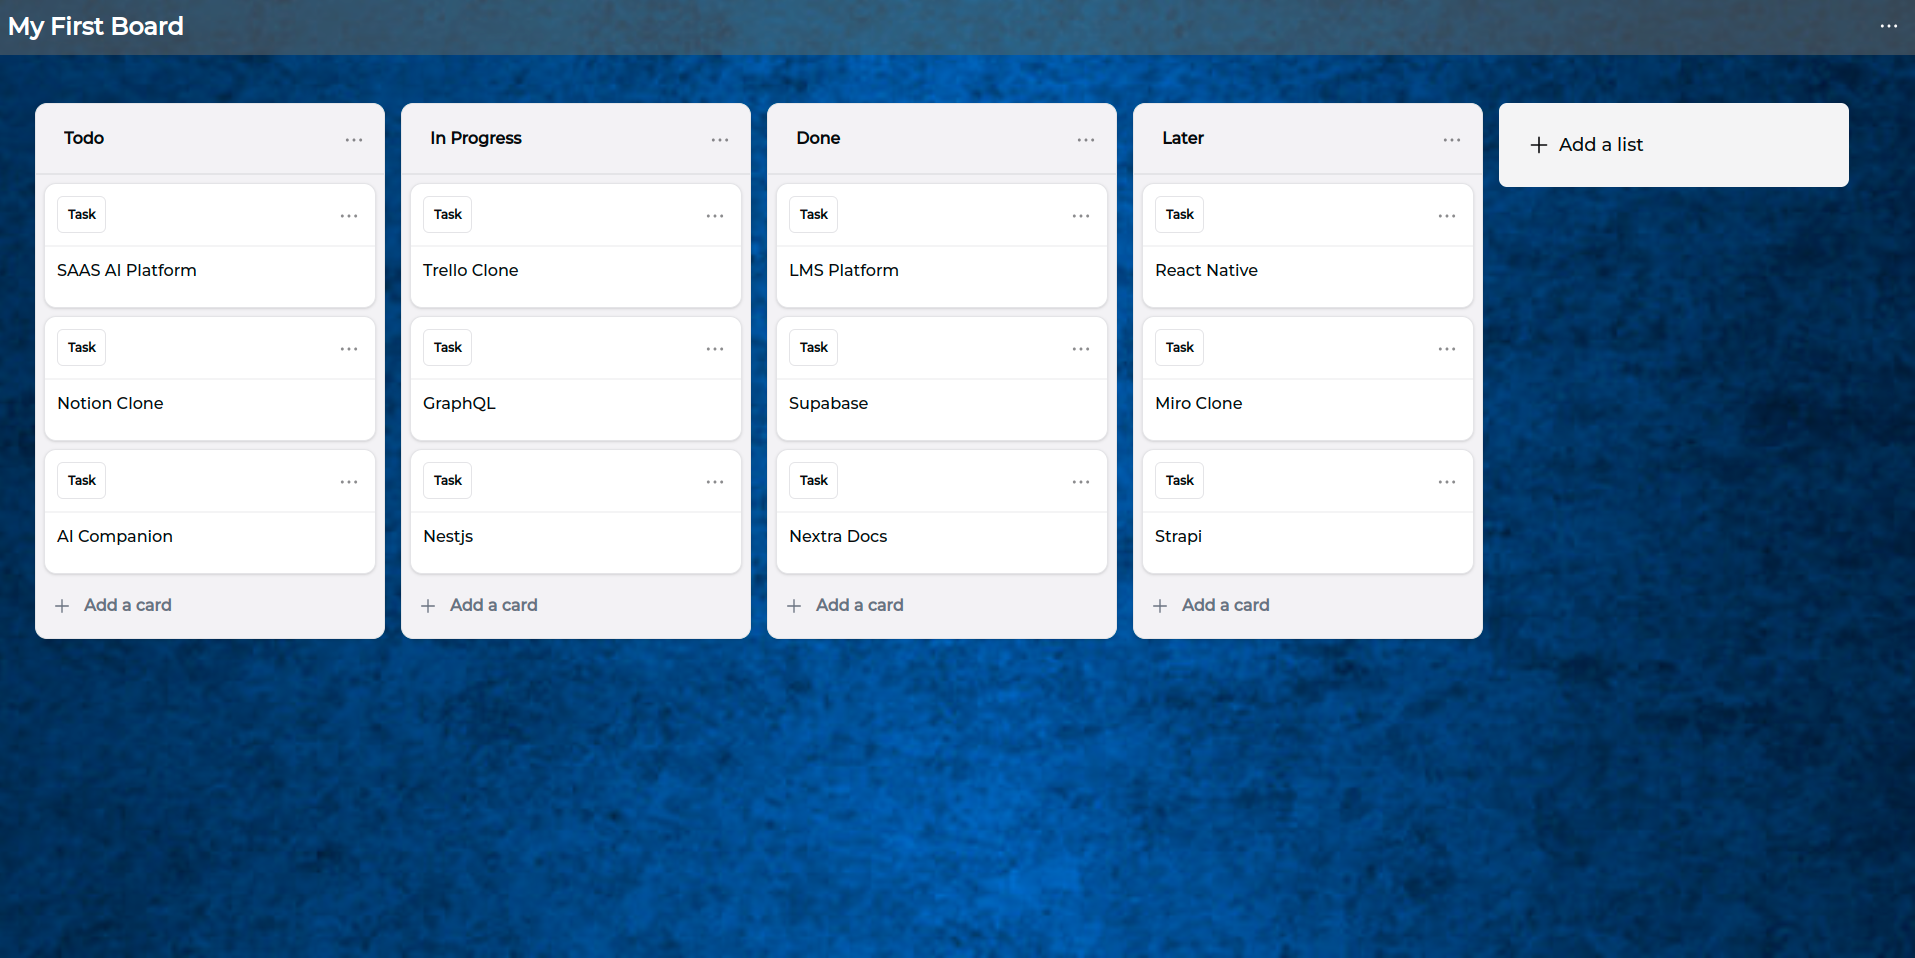 My First Board
Todo
Task
SAAS AI Platform
Task
Notion Clone
Task
AI Companion
Add a card
In Progress
Task
Trello Clone
Task
GraphQL
Task
Nestjs
Add a card
Done
Task
LMS Platform
Task
Supabase
Task
Nextra Docs
Add a card
Later
Task
React Native
Task
Miro Clone
Task
Strapi
Add a card
Add a list